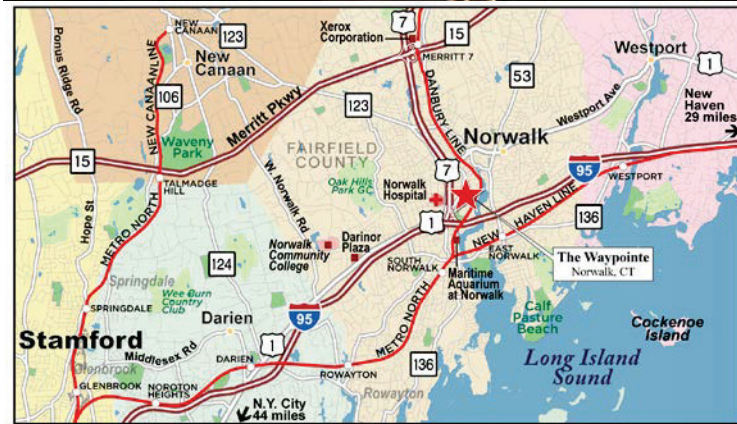 NEW
CANAAN
123
New
Canaan
Ponus Ridge Rd
106
NEW CANAAN LINE
Waveny
Park
Merritt Pkwy
15
TALMADGE
HILL
Hope St
METRO NORTH
Xerox
Corporation
7
15
MERRITT 7
DANBURY LINE
53
Westport
1
Westport Ave
New
Haven
29 miles
123
Norwalk
FAIRFIELD
COUNTY
W. Norwalk Rd
Oak Hills
Park GC
Norwalk
Hospital
7
1
95
WESTPORT
NEW HAVEN LINE
136
Norwalk
Community
College
Darinor
Plaza
124
SOUTH
NORWALK
EAST
NORWALK
The Waypointe
Norwalk, CT
Maritime
Aquarium
at Norwalk
Springdale
SPRINGDALE
Wee Burn
Country
Club
Darien
95
Calf
Pasture
Beach
Cockenoe
Island
Stamford
Middlesex Rd
1
METRO NORTH
Glenbrook
GLENBROOK
NOROTON
HEIGHTS
DARIEN
ROWAYTON
136
Rowayton
Long Island
Sound
N.Y. City
44 miles